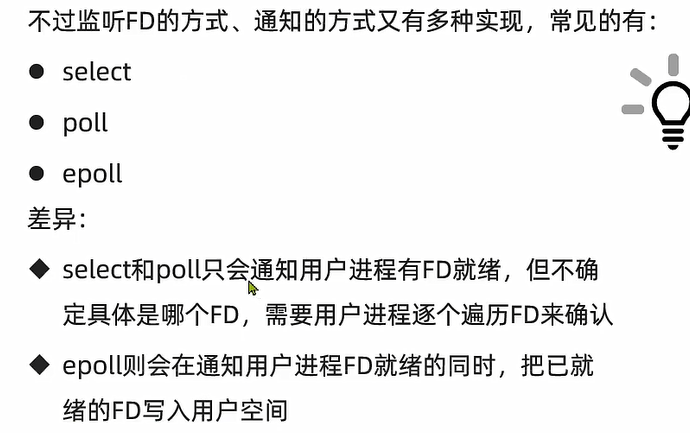 不过监听FD的方式、通知的方式又有多种实现，常见的有：
● select
● poll
● epoll
差异：
◆ select和poll只会通知用户进程有FD就绪，但不确
定具体是哪个FD，需要用户进程逐个遍历FD来确认
◆ epoll则会在通知用户进程FD就绪的同时，把已就
绪的FD写入用户空间